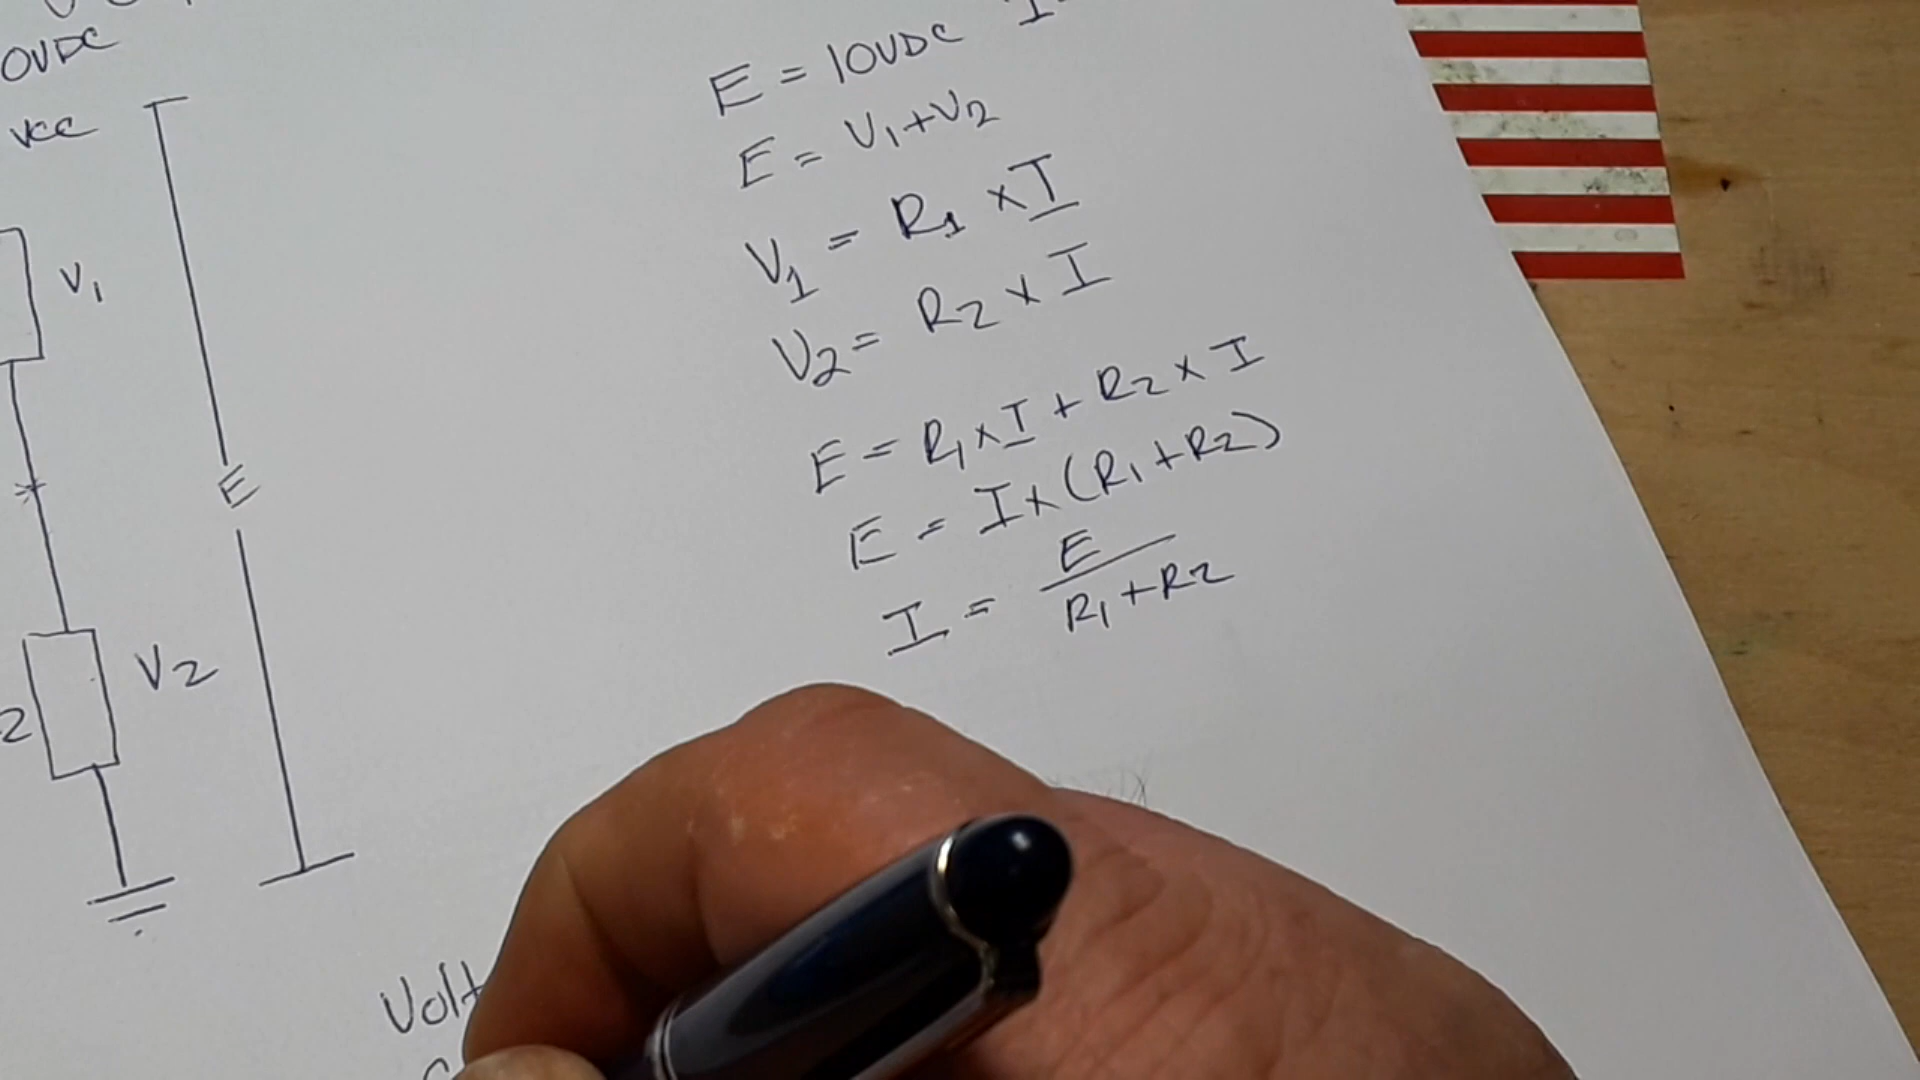 0VDC
VCC
V1
E
V2
2
E = 10VDC I
E = V1+V2
V1 = R1 × I
V2 = R2 × I
E = R1 × I + R2 × I
E = I × (R1+R2)
I = E / R1+R2
Volt